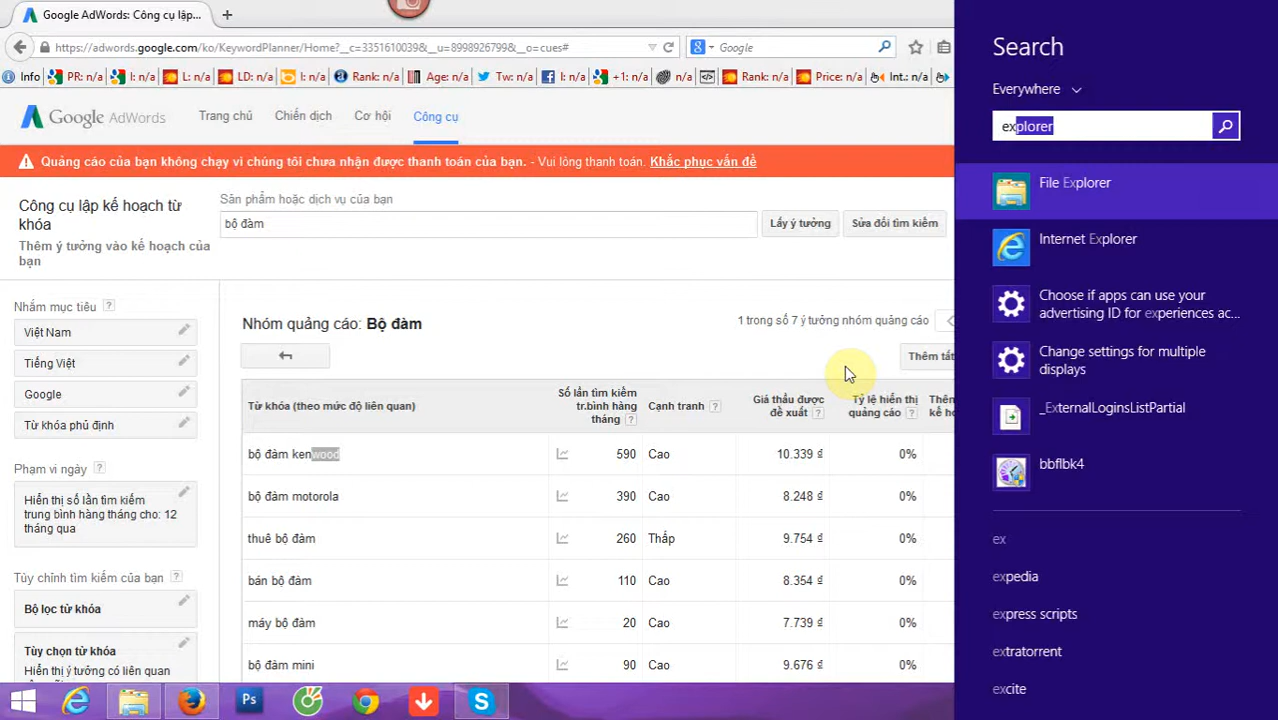 Google AdWords: Công cụ lập...
https://adwords.google.com/ko/KeywordPlanner/Home?__c=3351610039&__u=8998926799&__o=cues#
Google
Info PR: n/a I: n/a L: n/a LD: n/a I: n/a Rank: n/a Age: n/a Tw: n/a I: n/a +1: n/a n/a Rank: n/a Price: n/a Int.: n/a
Google AdWords
Trang chủ Chiến dịch Cơ hội Công cụ
Quảng cáo của bạn không chạy vì chúng tôi chưa nhận được thanh toán của bạn. - Vui lòng thanh toán. Khắc phục vấn đề
Công cụ lập kế hoạch từ
khóa
Thêm ý tưởng vào kế hoạch của
bạn
Sản phẩm hoặc dịch vụ của bạn
bộ đàm
Lấy ý tưởng
Sửa đổi tìm kiếm
Nhắm mục tiêu ?
Việt Nam
Tiếng Việt
Google
Từ khóa phủ định
Phạm vi ngày ?
Hiển thị số lần tìm kiếm
trung bình hàng tháng cho: 12
tháng qua
Tùy chỉnh tìm kiếm của bạn ?
Bộ lọc từ khóa
Tùy chọn từ khóa
Hiển thị ý tưởng có liên quan
Nhóm quảng cáo: Bộ đàm
1 trong số 7 ý tưởng nhóm quảng cáo
Thêm tất
Từ khóa (theo mức độ liên quan)
Số lần tìm kiếm
tr.bình hàng
tháng ?
Cạnh tranh ?
Giá thầu được
đề xuất ?
Tỷ lệ hiển thị
quảng cáo ?
bộ đàm kenwood 590 Cao 10.339 ₫ 0%
bộ đàm motorola 390 Cao 8.248 ₫ 0%
thuê bộ đàm 260 Thấp 9.754 ₫ 0%
bán bộ đàm 110 Cao 8.354 ₫ 0%
máy bộ đàm 20 Cao 7.739 ₫ 0%
bộ đàm mini 90 Cao 9.676 ₫ 0%
Ps
Search
Everywhere
explorer
File Explorer
Internet Explorer
Choose if apps can use your
advertising ID for experiences ac...
Change settings for multiple
displays
_ExternalLoginsListPartial
bbflbk4
ex
expedia
express scripts
extratorrent
excite